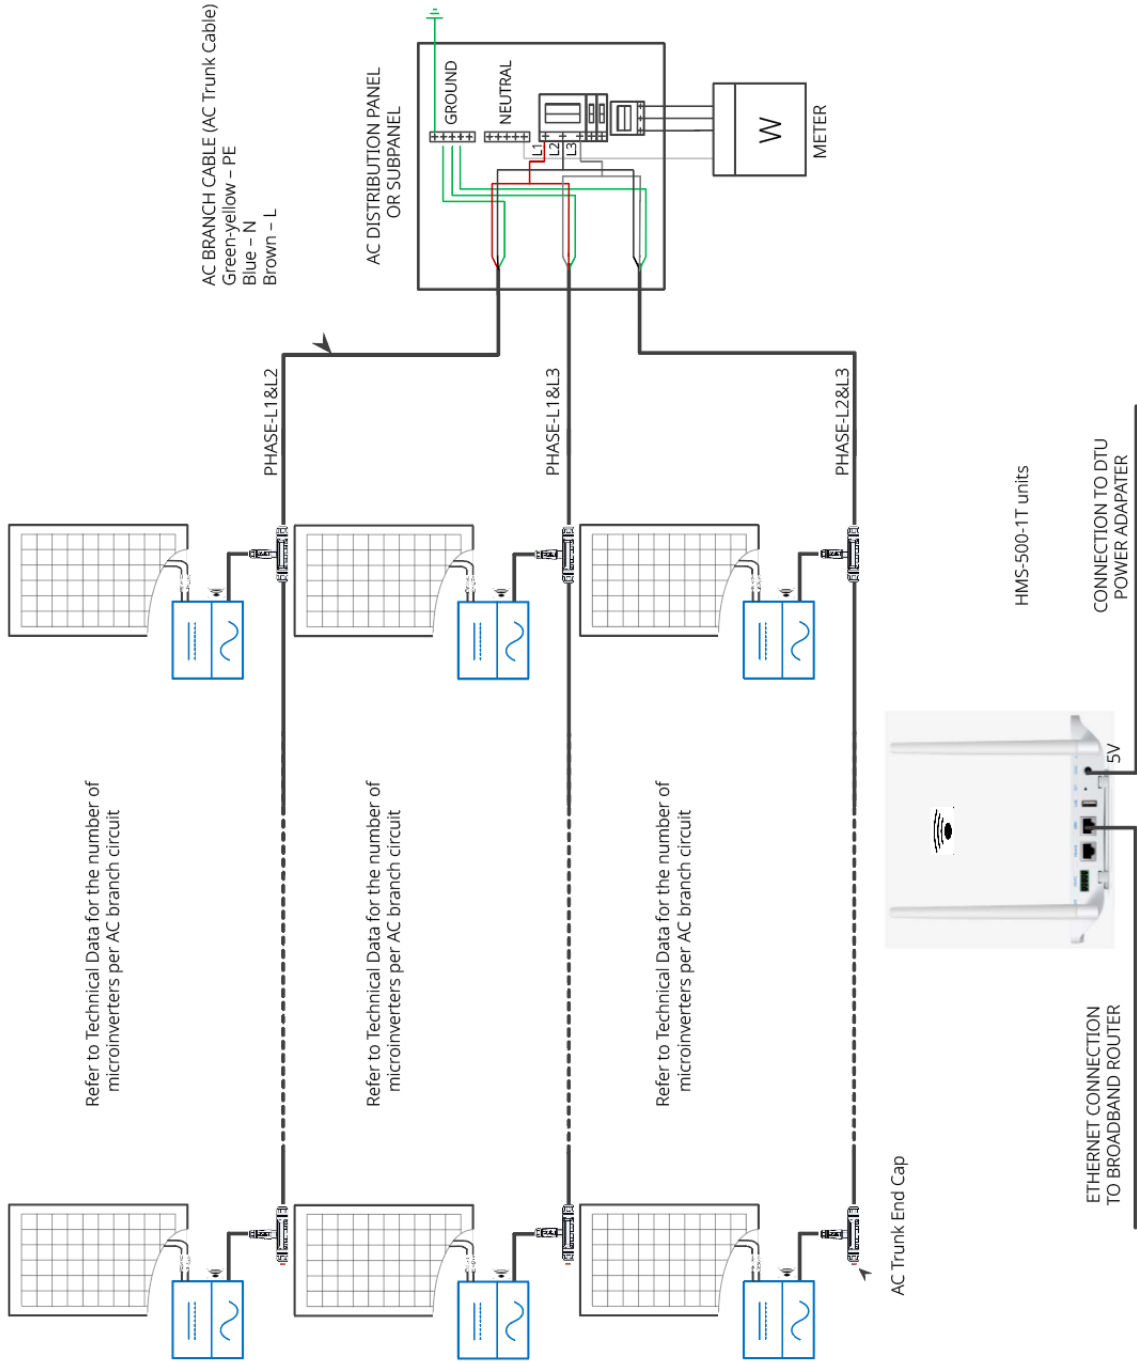 AC BRANCH CABLE (AC Trunk Cable)
Green-yellow – PE
Blue – N
Brown – L
AC DISTRIBUTION PANEL
OR SUBPANEL
GROUND
NEUTRAL
L1
L2
L3
W
METER
PHASE-L1&L2
PHASE-L1&L3
PHASE-L2&L3
Refer to Technical Data for the number of
microinverters per AC branch circuit
Refer to Technical Data for the number of
microinverters per AC branch circuit
Refer to Technical Data for the number of
microinverters per AC branch circuit
AC Trunk End Cap
HMS-500-1T units
CONNECTION TO DTU
POWER ADAPATER
5V
ETHERNET CONNECTION
TO BROADBAND ROUTER